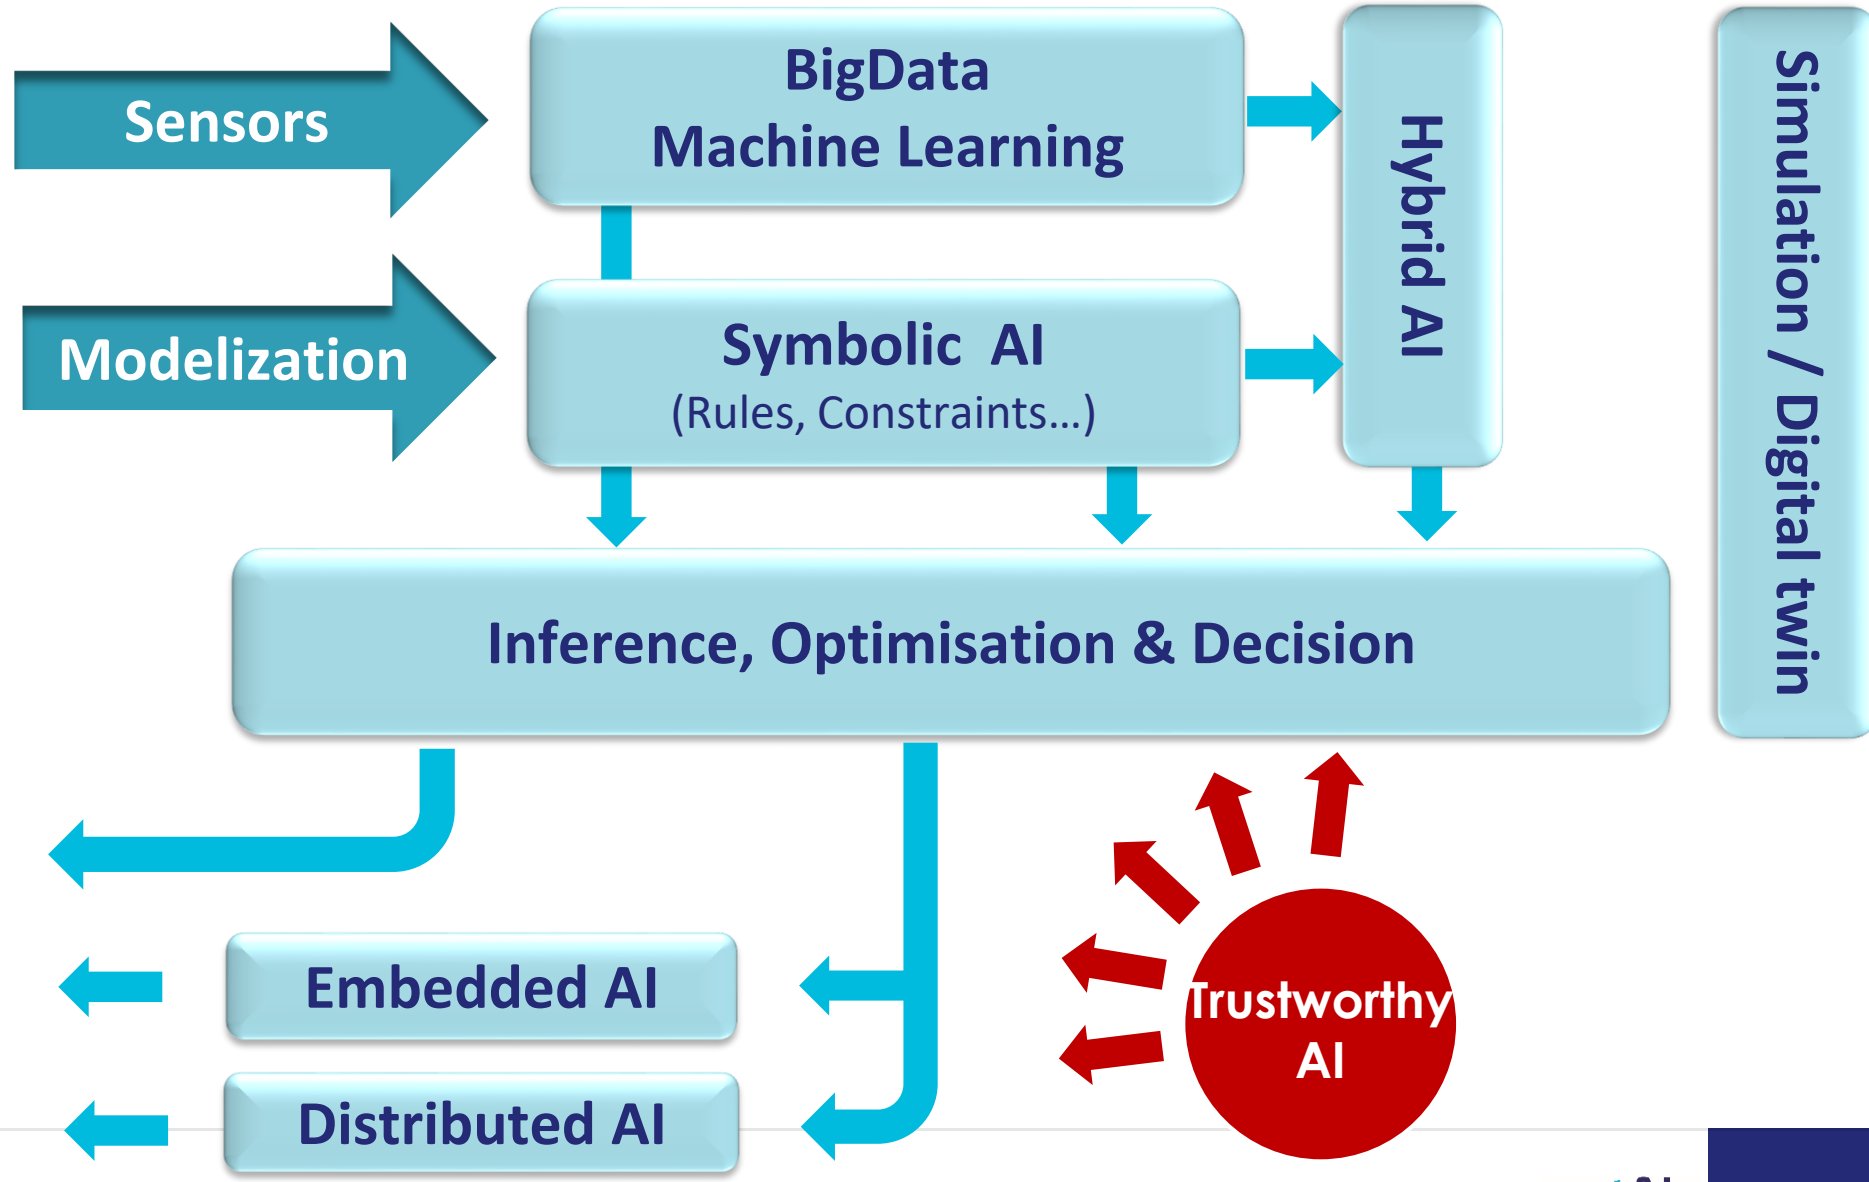 Sensors
BigData
Machine Learning
Modelization
Symbolic  AI
(Rules, Constraints…)
Hybrid AI
Simulation / Digital twin
Inference, Optimisation & Decision
Embedded AI
Distributed AI
Trustworthy
AI